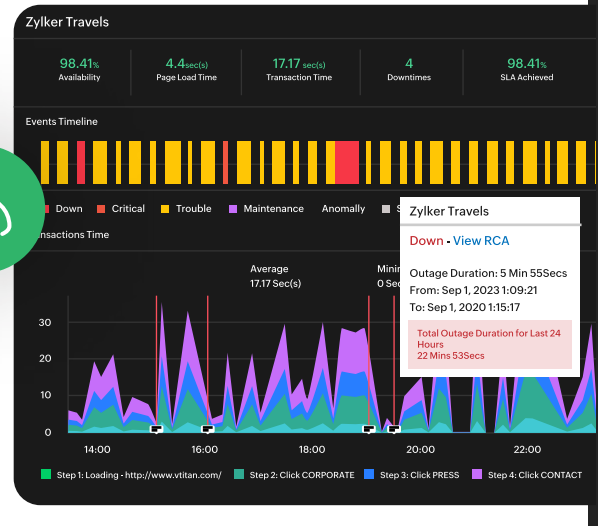 Zylker Travels
98.41%
Availability
4.4sec(s)
Page Load Time
17.17 sec(s)
Transaction Time
4
Downtimes
98.41%
SLA Achieved
Events Timeline
Down
Critical
Trouble
Maintenance
Anomally
Zylker Travels
Down - View RCA
Outage Duration: 5 Min 55Secs
From: Sep 1, 2023 1:09:21
To: Sep 1, 2020 1:15:17
Total Outage Duration for Last 24
Hours
22 Mins 53Secs
nsactions Time
Average
17.17 Sec(s)
0 Sec
30
20
10
0
14:00
16:00
18:00
20:00
22:00
Step 1: Loading - http://www.vtitan.com/
Step 2: Click CORPORATE
Step 3: Click PRESS
Step 4: Click CONTACT